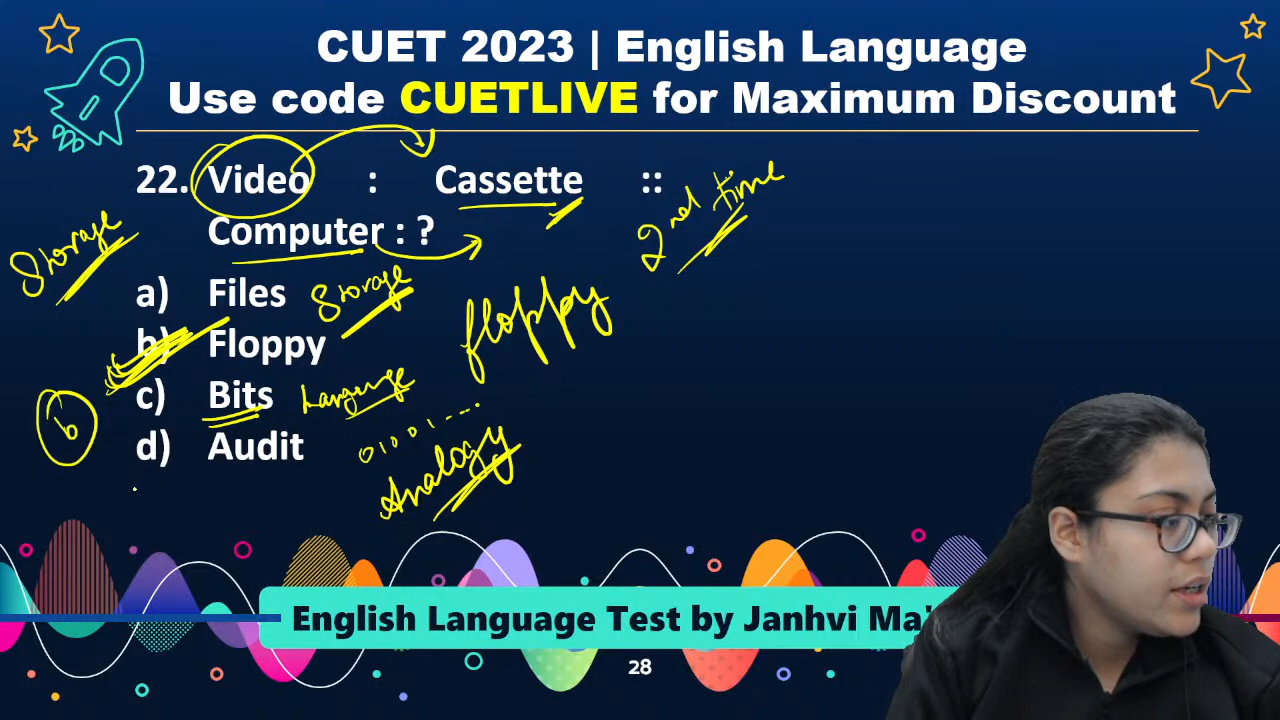 CUET 2023 | English Language
Use code CUETLIVE for Maximum Discount
22. Video : Cassette ::
2nd time
Computer : ?
Storage
a) Files
Storage
floppy
b) Floppy
c) Bits
Language
b
01001...
d) Audit
Analogy
English Language Test by Janhvi Ma'
28